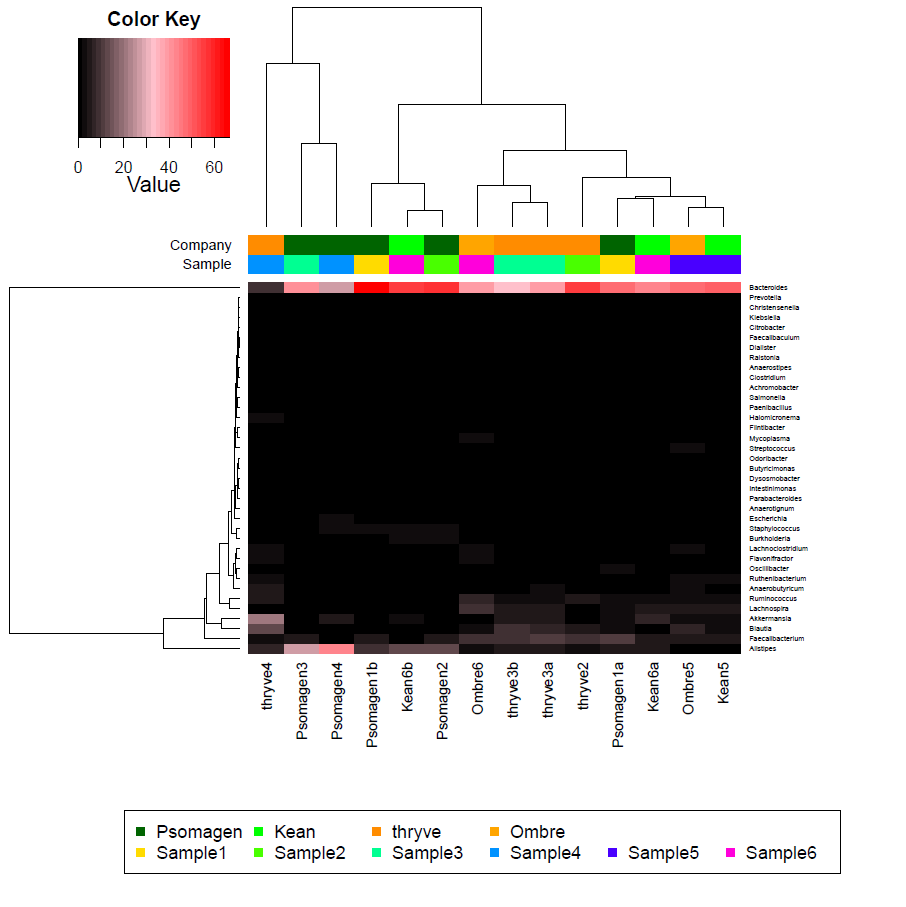 Color Key
0 20 40 60
Value
Company
Sample
Bacteroides
Prevotella
Christensenella
Klebsiella
Citrobacter
Faecalibaculum
Dialister
Ralstonia
Anaerostipes
Clostridium
Achromobacter
Salmonella
Paenibacillus
Halomicronema
Flintibacter
Mycoplasma
Streptococcus
Odoribacter
Butyricimonas
Dysosmobacter
Intestinimonas
Parabacteroides
Anaerotignum
Escherichia
Staphylococcus
Burkholderia
Lachnoclostridium
Flavonifractor
Oscillibacter
Ruthenibacterium
Anaerobutyricum
Ruminococcus
Lachnospira
Akkermansia
Blautia
Faecalibacterium
Alistipes
thryve4
Psomagen3
Psomagen4
Psomagen1b
Kean6b
Psomagen2
Ombre6
thryve3b
thryve3a
thryve2
Psomagen1a
Kean6a
Ombre5
Kean5
Psomagen Kean thryve Ombre
Sample1 Sample2 Sample3 Sample4 Sample5 Sample6